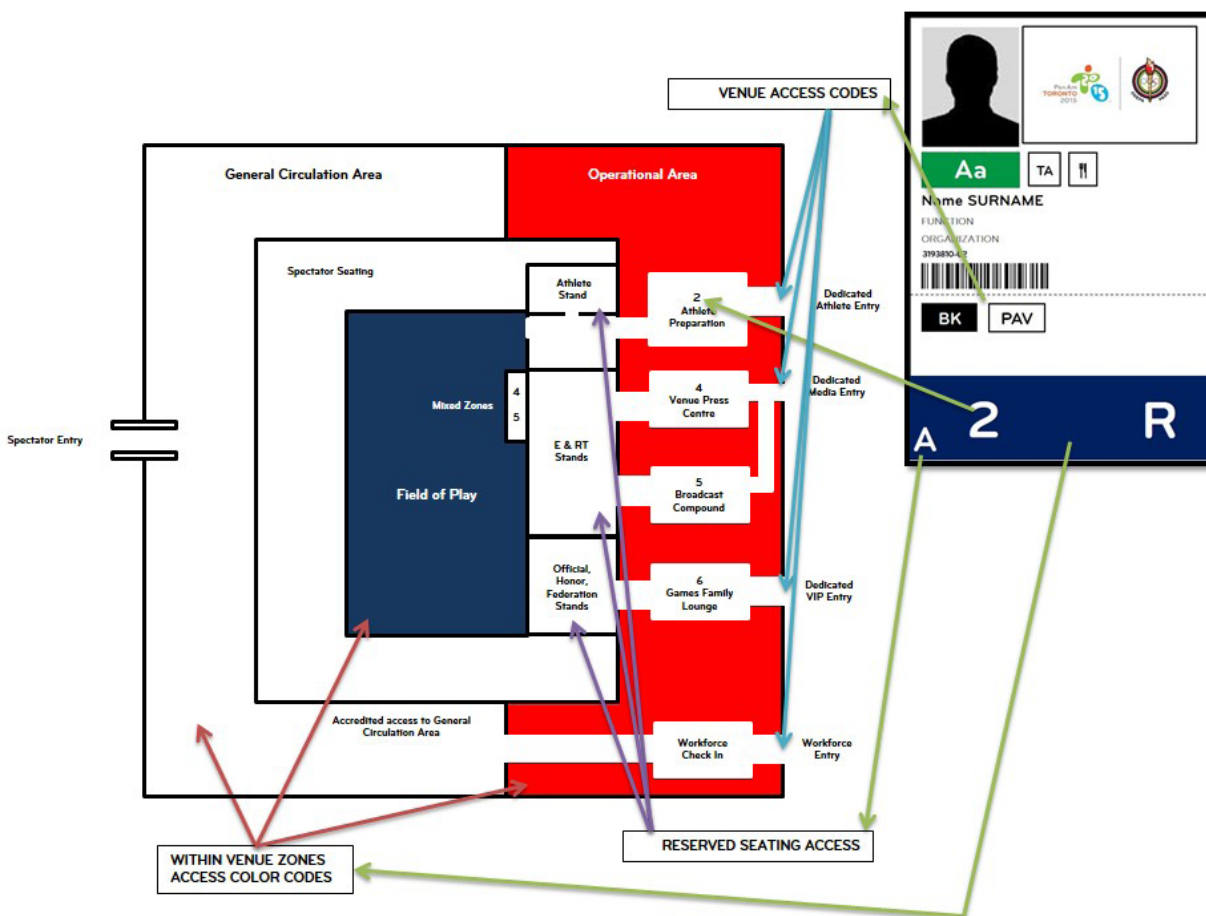 VENUE ACCESS CODES
PanAm
TORONTO
2015
Aa
TA
Name SURNAME
FUNCTION
ORGANIZATION
BK
PAV
A
2
R
General Circulation Area
Operational Area
Spectator Seating
Athlete
Stand
2
Athlete
Preparation
Dedicated
Athlete Entry
Mixed Zones
4
5
4
Venue Press
Centre
Dedicated
Media Entry
Spectator Entry
E & RT
Stands
Field of Play
5
Broadcast
Compound
Official,
Honor,
Federation
Stands
6
Games Family
Lounge
Dedicated
VIP Entry
Accredited access to General
Circulation Area
Workforce
Check In
Workforce
Entry
WITHIN VENUE ZONES
ACCESS COLOR CODES
RESERVED SEATING ACCESS